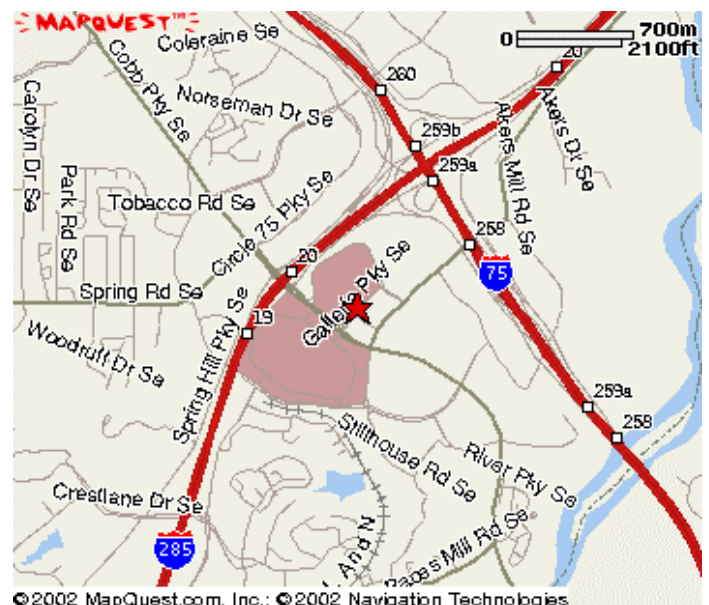 MAPQUEST™
0 700m
2100ft
Coleraine Se
Cobb Pky Se
260
20
Norseman Dr Se
Carolyn Dr Se
Park Rd Se
259b
Akers Mill Rd Se
Akers Dr Se
259a
Tobacco Rd Se
Circle 75 Pky Se
258
20
75
Galleria Pky Se
Spring Rd Se
19
Spring Hill Pky Se
Woodruff Dr Se
259a
258
Stillhouse Rd Se
River Pky Se
Crestlane Dr Se
285
L And N
Paces Mill Rd Se
©2002 MapQuest.com, Inc.; ©2002 Navigation Technologies